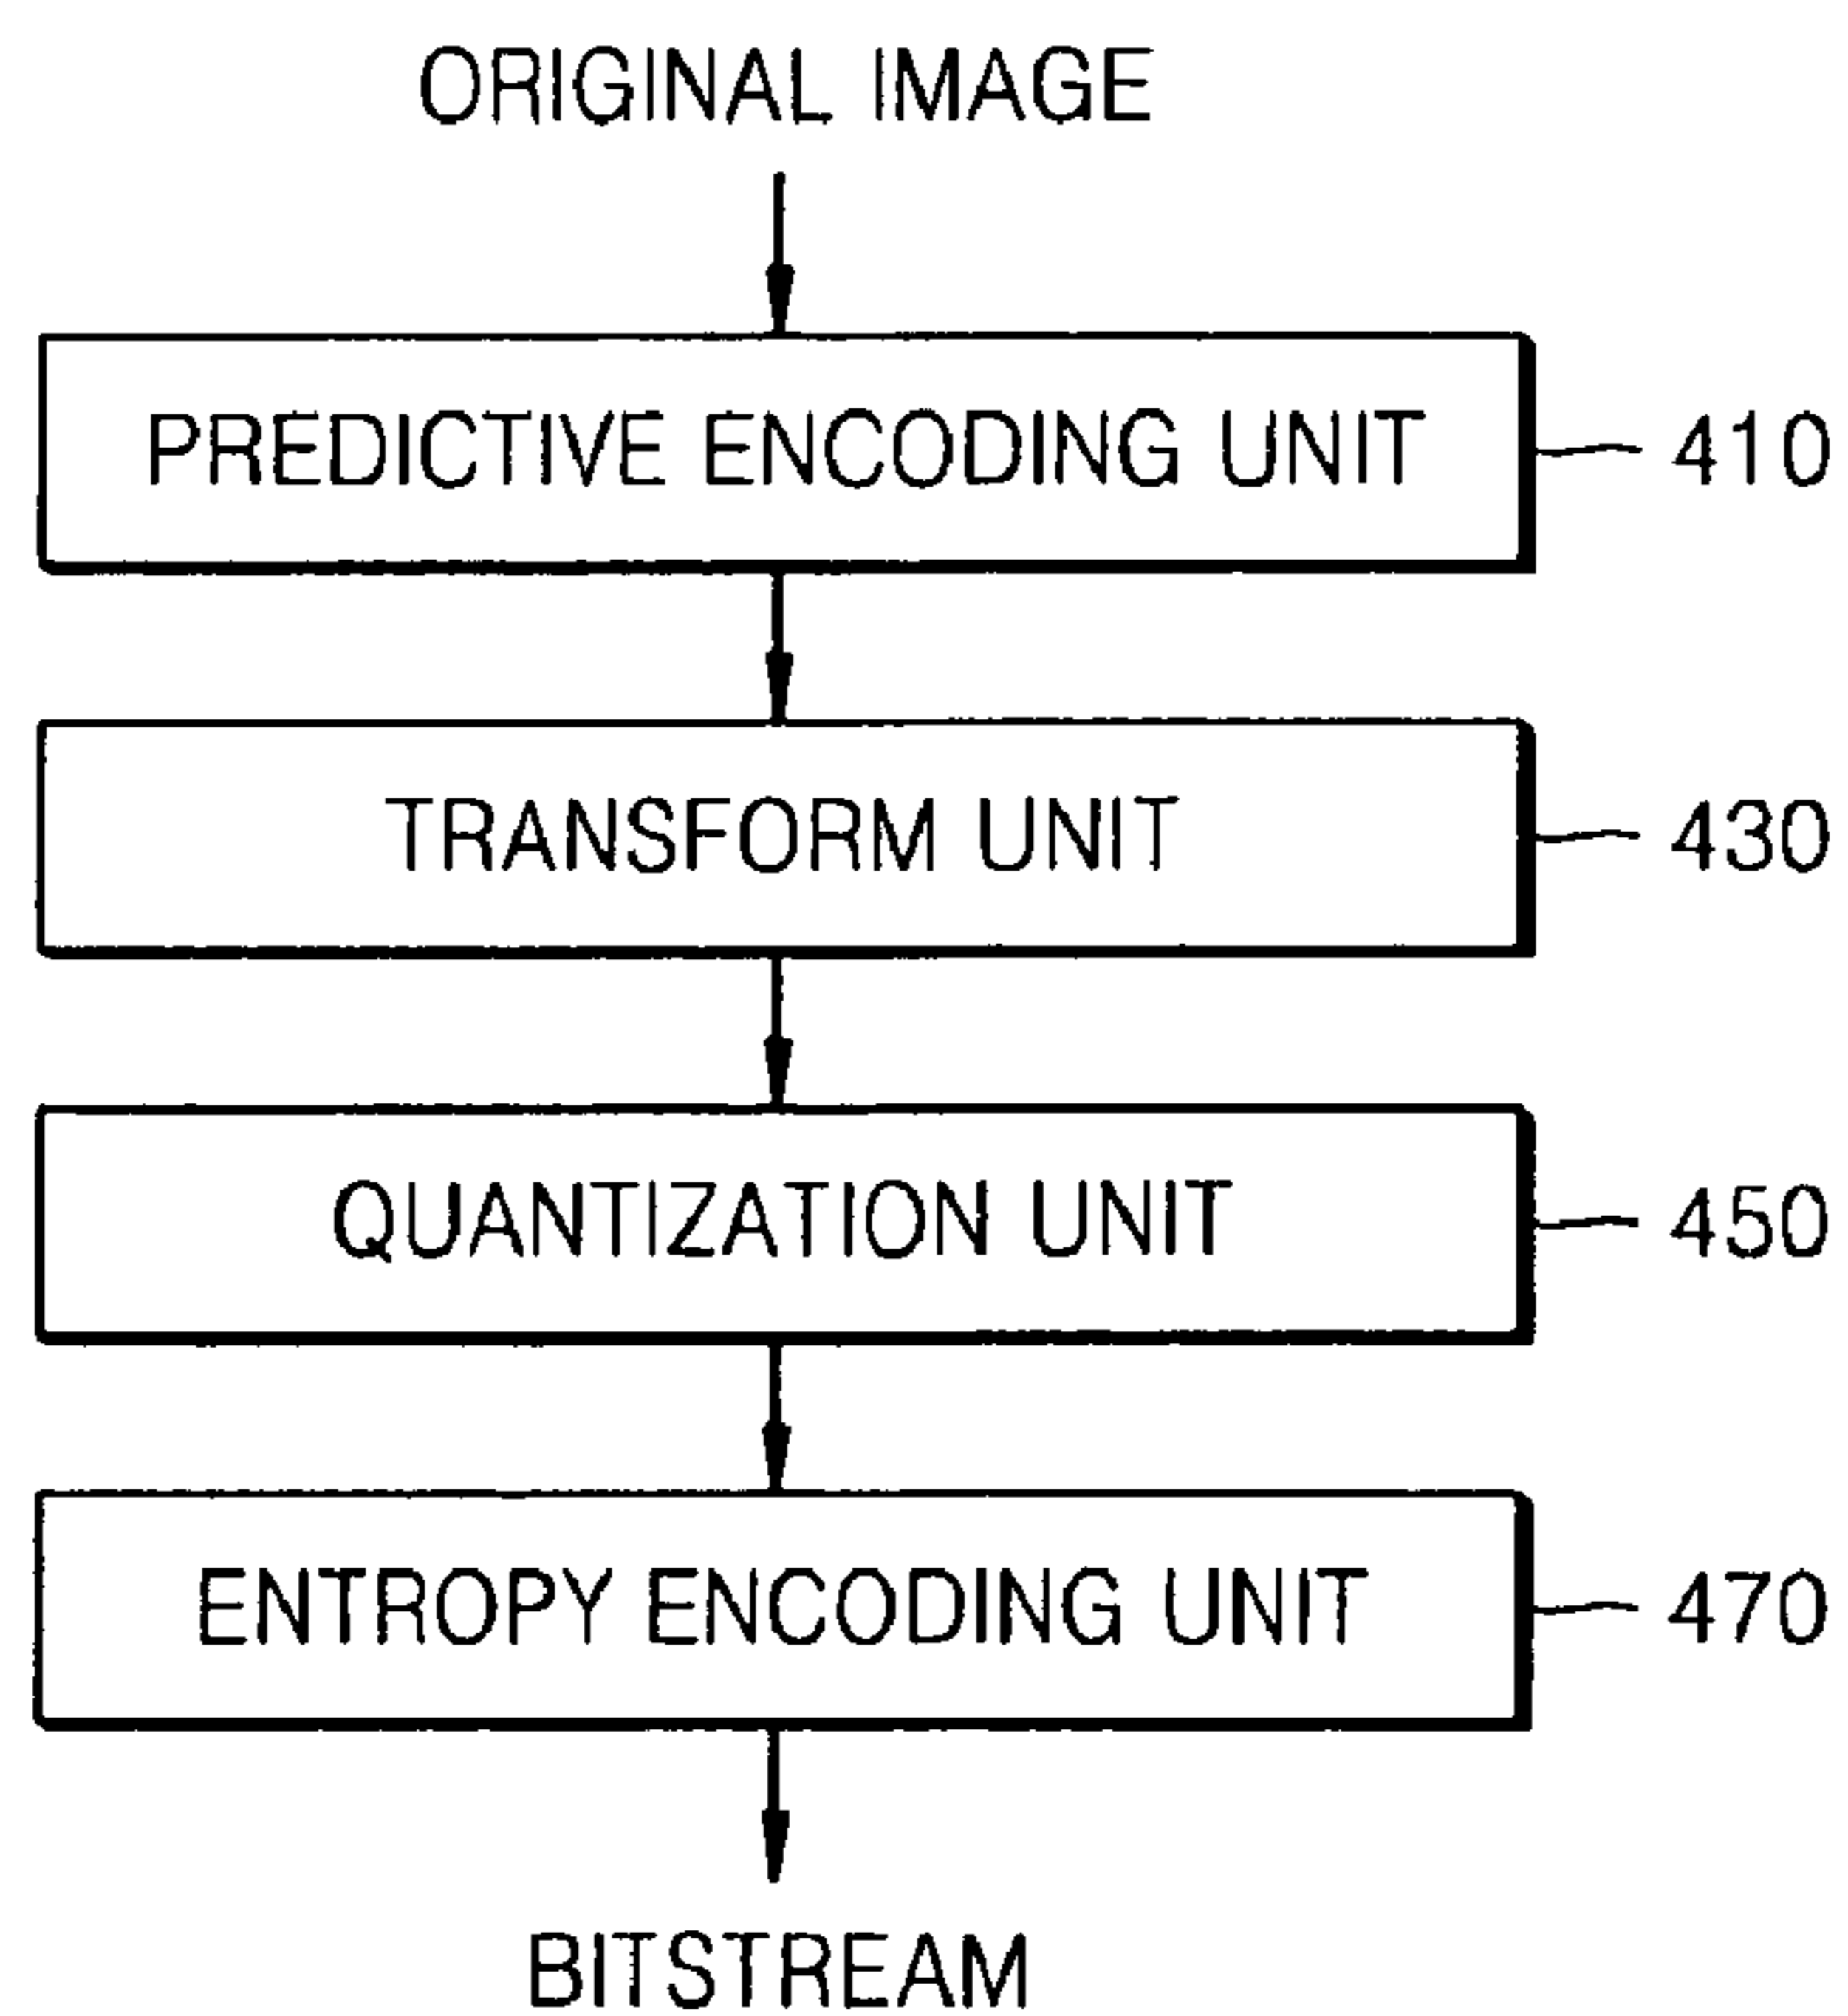 ORIGINAL IMAGE
PREDICTIVE ENCODING UNIT 410
TRANSFORM UNIT 430
QUANTIZATION UNIT 450
ENTROPY ENCODING UNIT 470
BITSTREAM